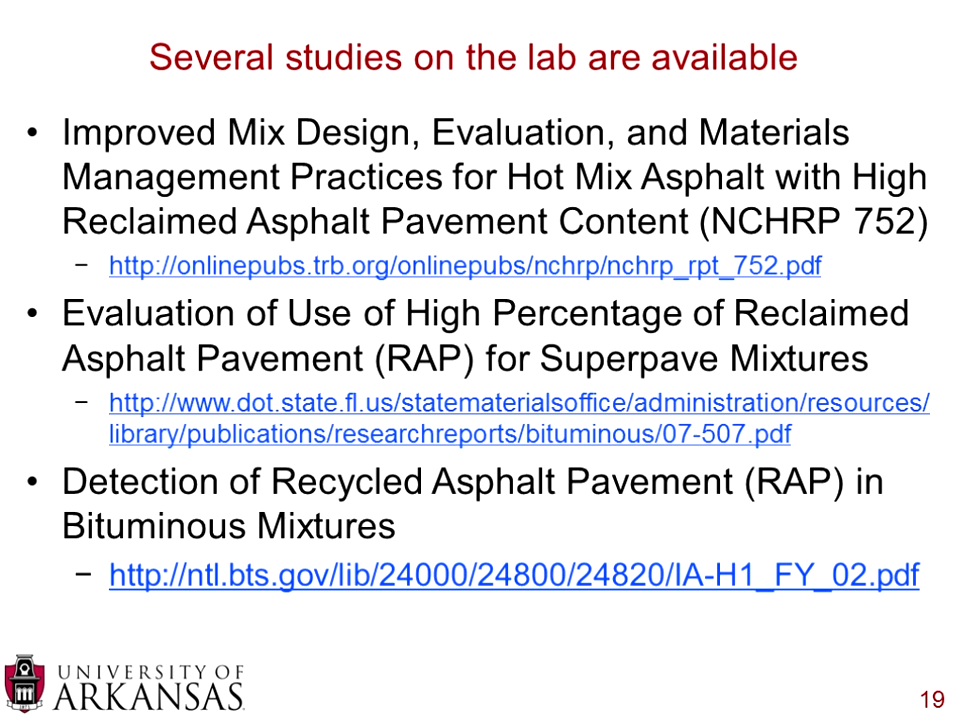 Several studies on the lab are available
• Improved Mix Design, Evaluation, and Materials
Management Practices for Hot Mix Asphalt with High
Reclaimed Asphalt Pavement Content (NCHRP 752)
− http://onlinepubs.trb.org/onlinepubs/nchrp/nchrp_rpt_752.pdf
• Evaluation of Use of High Percentage of Reclaimed
Asphalt Pavement (RAP) for Superpave Mixtures
− http://www.dot.state.fl.us/statematerialsoffice/administration/resources/
library/publications/researchreports/bituminous/07-507.pdf
• Detection of Recycled Asphalt Pavement (RAP) in
Bituminous Mixtures
− http://ntl.bts.gov/lib/24000/24800/24820/IA-H1_FY_02.pdf
UNIVERSITY OF
ARKANSAS
19